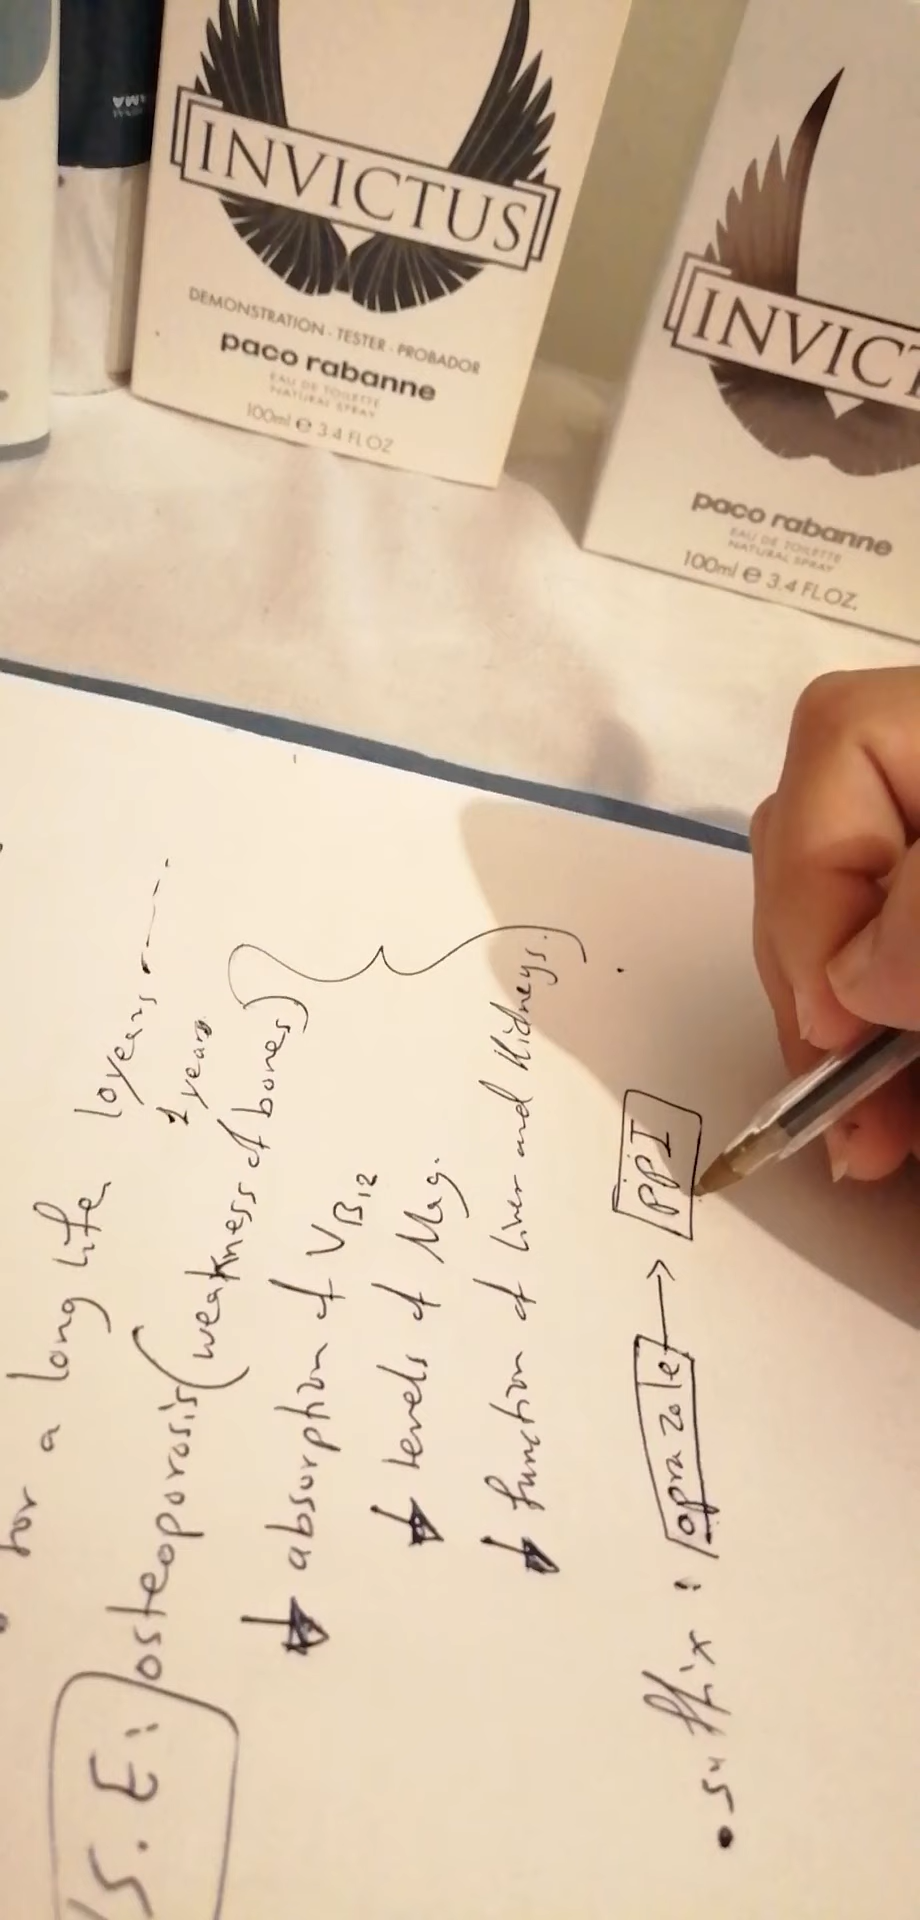 INVICTUS
DEMONSTRATION · TESTER · PROBADOR
paco rabanne
EAU DE TOILETTE
NATURAL SPRAY
100ml e 3.4 FL OZ
INVICT
paco rabanne
EAU DE TOILETTE
NATURAL SPRAY
100ml e 3.4 FL OZ.
for a long life. 10 years
1 years
S.E: osteoporosis (weakness of bones)
↓ absorption of VB12
↓ levels of Mag.
↓ function of liver and Kidneys.
• suffix : oprazole → PPI